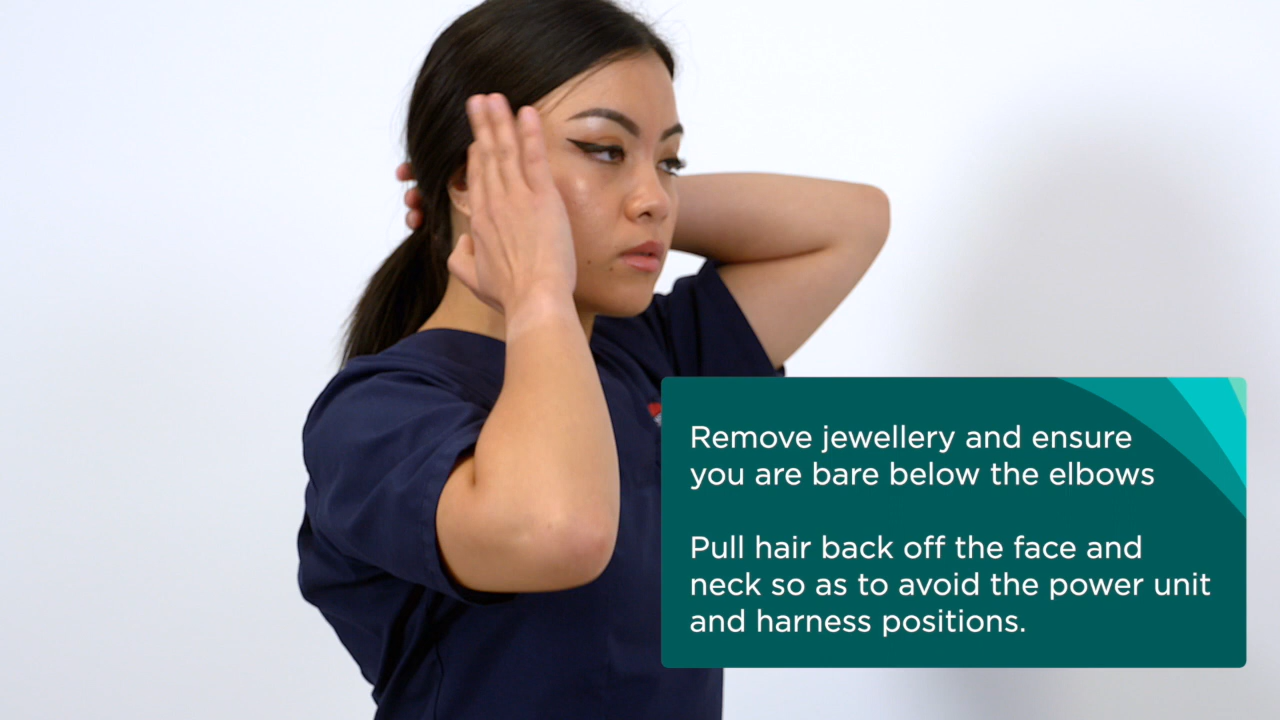 Remove jewellery and ensure
you are bare below the elbows
Pull hair back off the face and
neck so as to avoid the power unit
and harness positions.